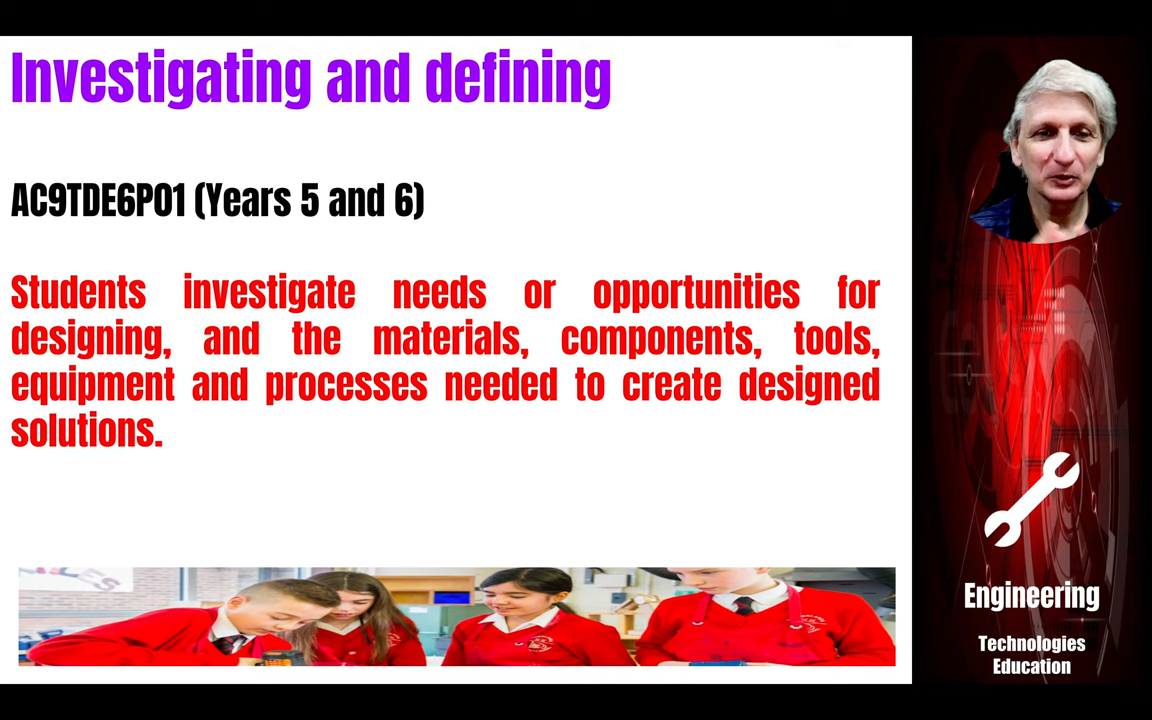 Investigating and defining
AC9TDE6P01 (Years 5 and 6)
Students investigate needs or opportunities for
designing, and the materials, components, tools,
equipment and processes needed to create designed
solutions.
Engineering
Technologies
Education